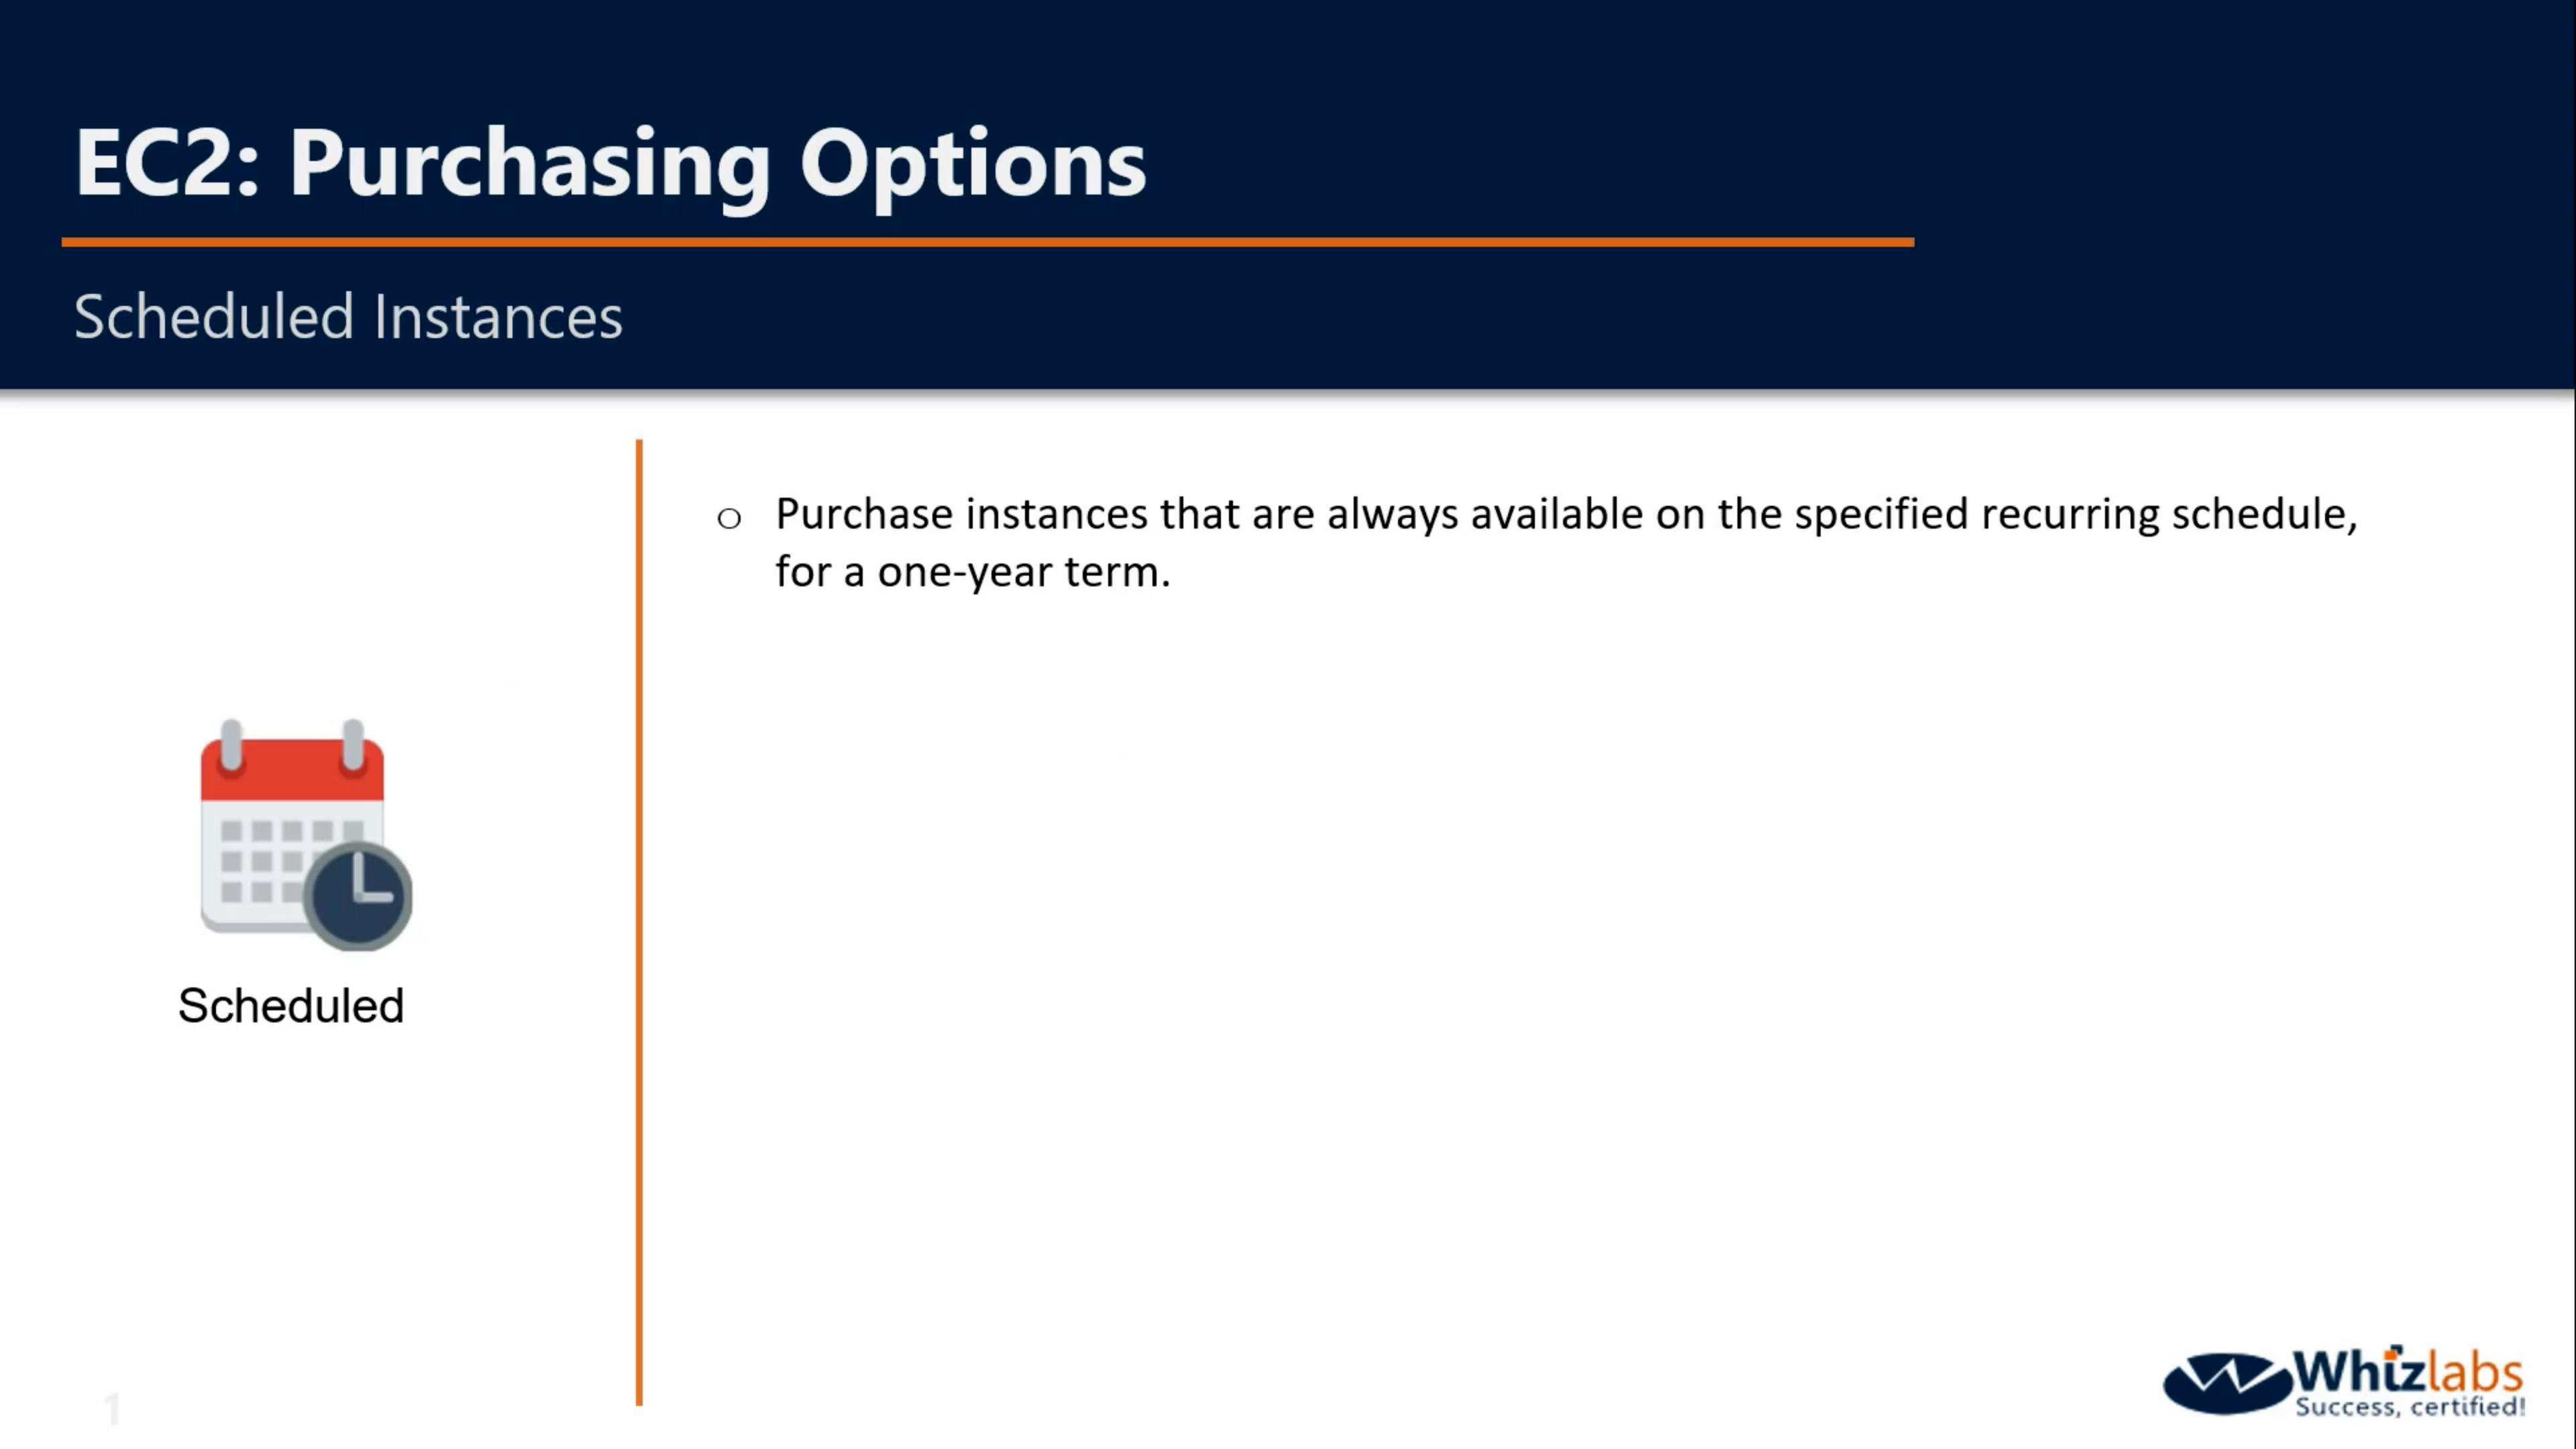 EC2: Purchasing Options
Scheduled Instances
o Purchase instances that are always available on the specified recurring schedule,
for a one-year term.
Scheduled
1
Whizlabs
Success, certified!